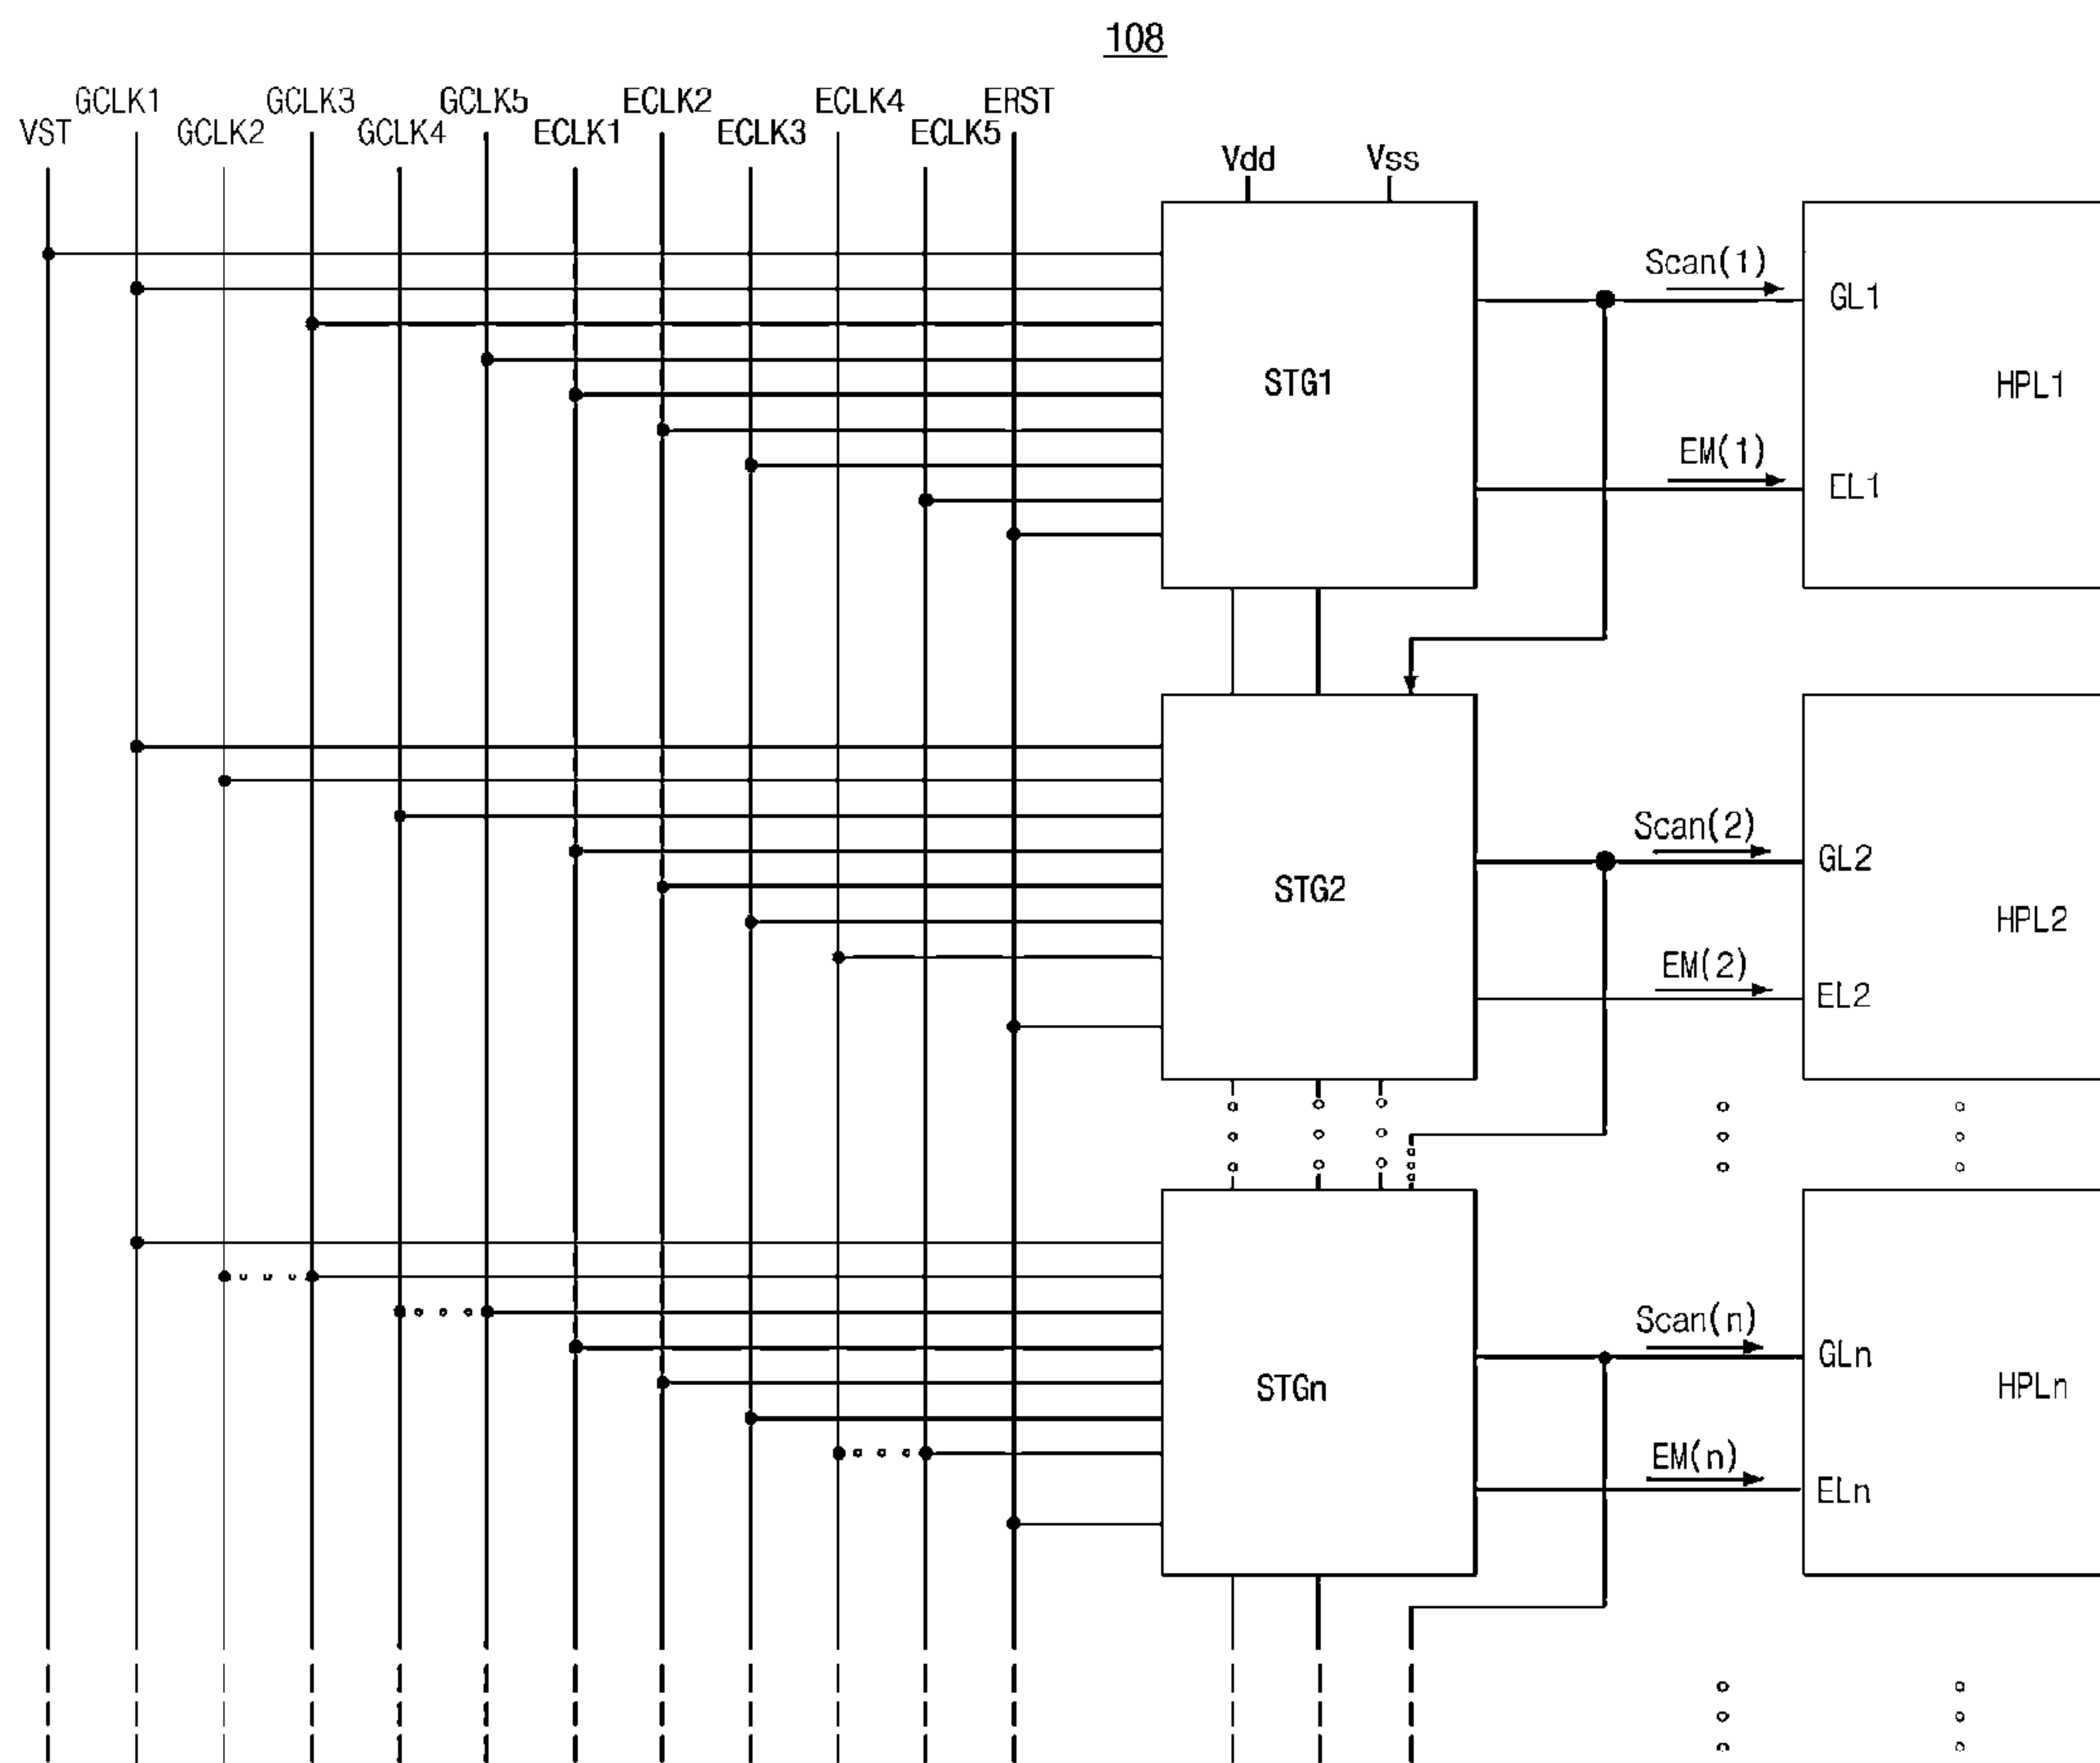 108
GCLK1 GCLK3 GCLK5 ECLK2 ECLK4 ERST
VST GCLK2 GCLK4 ECLK1 ECLK3 ECLK5
Vdd Vss
Scan(1)
GL1
STG1
HPL1
EM(1)
EL1
Scan(2)
GL2
STG2
HPL2
EM(2)
EL2
Scan(n)
GLn
STGn
HPLn
EM(n)
ELn